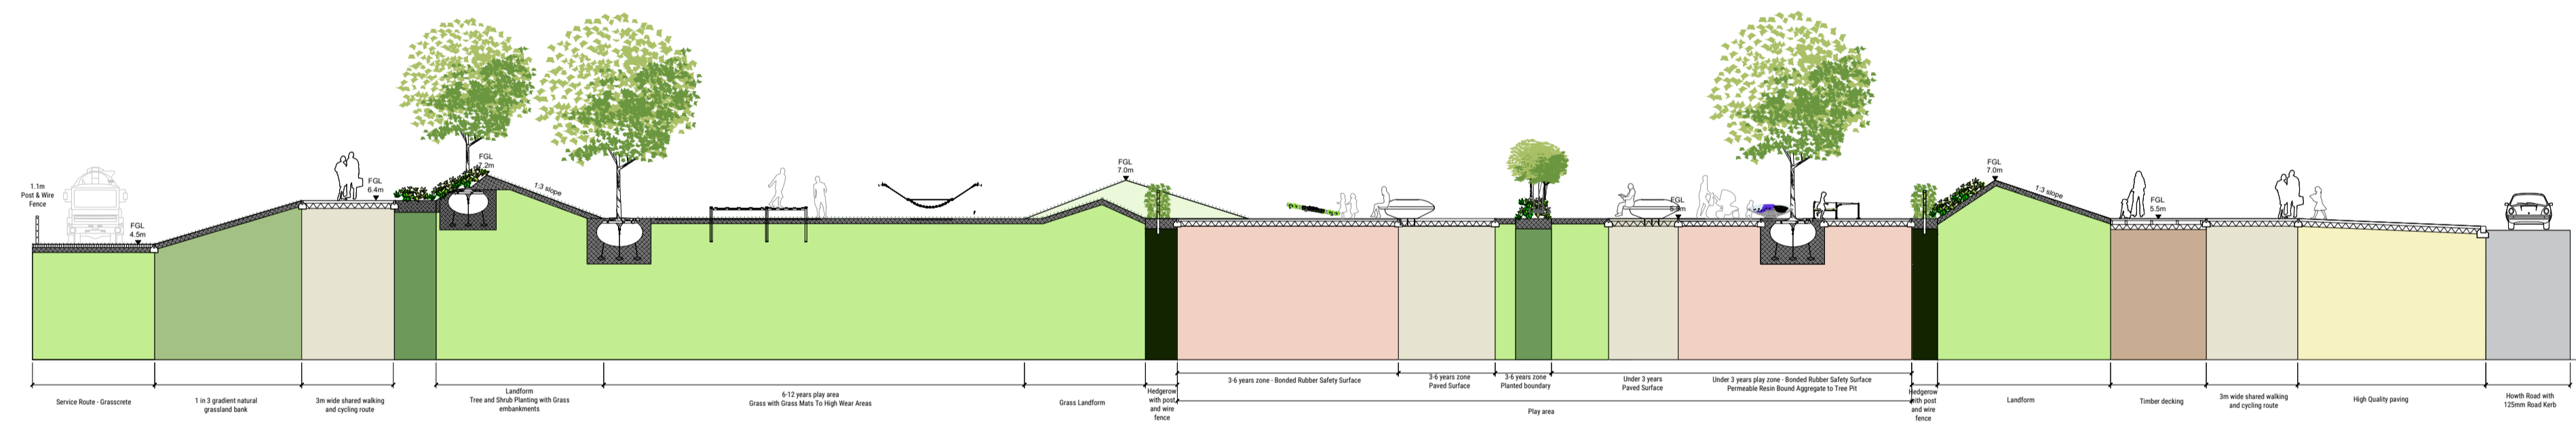 1.1m
Post & Wire
Fence
FGL
4.5m
FGL
6.4m
FGL
7.2m
1:3 slope
FGL
7.0m
FGL
FGL
7.0m
1:3 slope
FGL
5.5m
Service Route - Grasscrete
1 in 3 gradient natural
grassland bank
3m wide shared walking
and cycling route
Landform
Tree and Shrub Planting with Grass
embankments
6-12 years play area
Grass with Grass Mats To High Wear Areas
Grass Landform
Hedgerow
with post
and wire
fence
3-6 years zone - Bonded Rubber Safety Surface
3-6 years zone
Paved Surface
3-6 years zone
Planted boundary
Under 3 years
Paved Surface
Under 3 years play zone - Bonded Rubber Safety Surface
Permeable Resin Bound Aggregate to Tree Pit
Play area
Hedgerow
with post
and wire
fence
Landform
Timber decking
3m wide shared walking
and cycling route
High Quality paving
Howth Road with
125mm Road Kerb